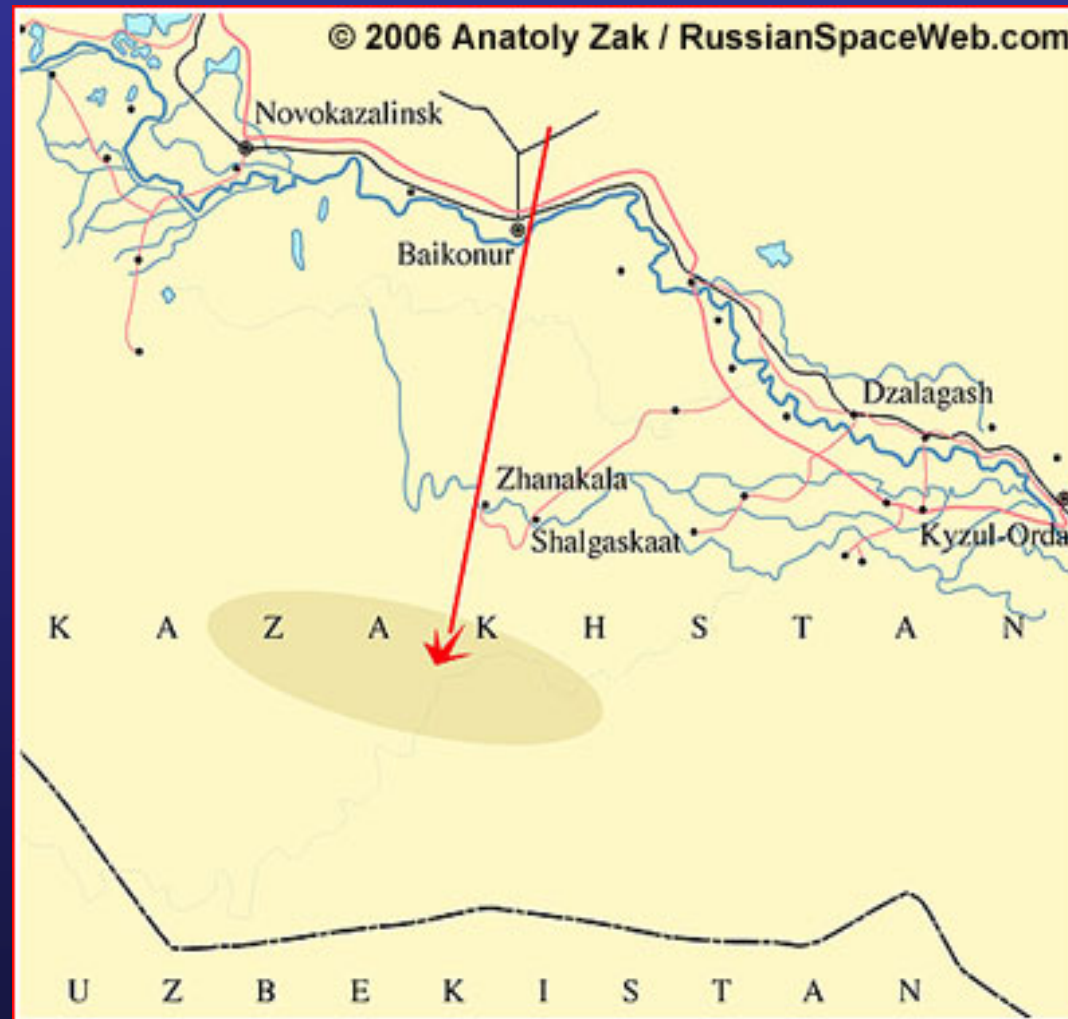 © 2006 Anatoly Zak / RussianSpaceWeb.com
Novokazalinsk
Baikonur
Dzalagash
Zhanakala
Shalgaskaat
Kyzul-Orda
K A Z A K H S T A N
U Z B E K I S T A N